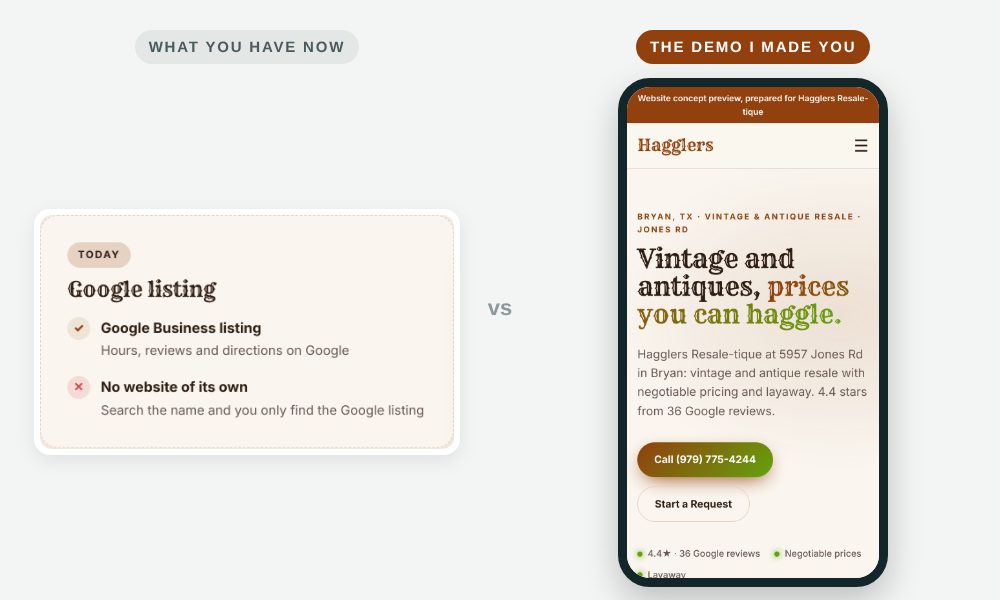 WHAT YOU HAVE NOW
TODAY
Google listing
Google Business listing
Hours, reviews and directions on Google
No website of its own
Search the name and you only find the Google listing
vs
THE DEMO I MADE YOU
Website concept preview, prepared for Hagglers Resale-
tique
Hagglers
BRYAN, TX · VINTAGE & ANTIQUE RESALE ·
JONES RD
Vintage and
antiques, prices
you can haggle.
Hagglers Resale-tique at 5957 Jones Rd
in Bryan: vintage and antique resale with
negotiable pricing and layaway. 4.4 stars
from 36 Google reviews.
Call (979) 775-4244
Start a Request
4.4★ · 36 Google reviews Negotiable prices
Layaway